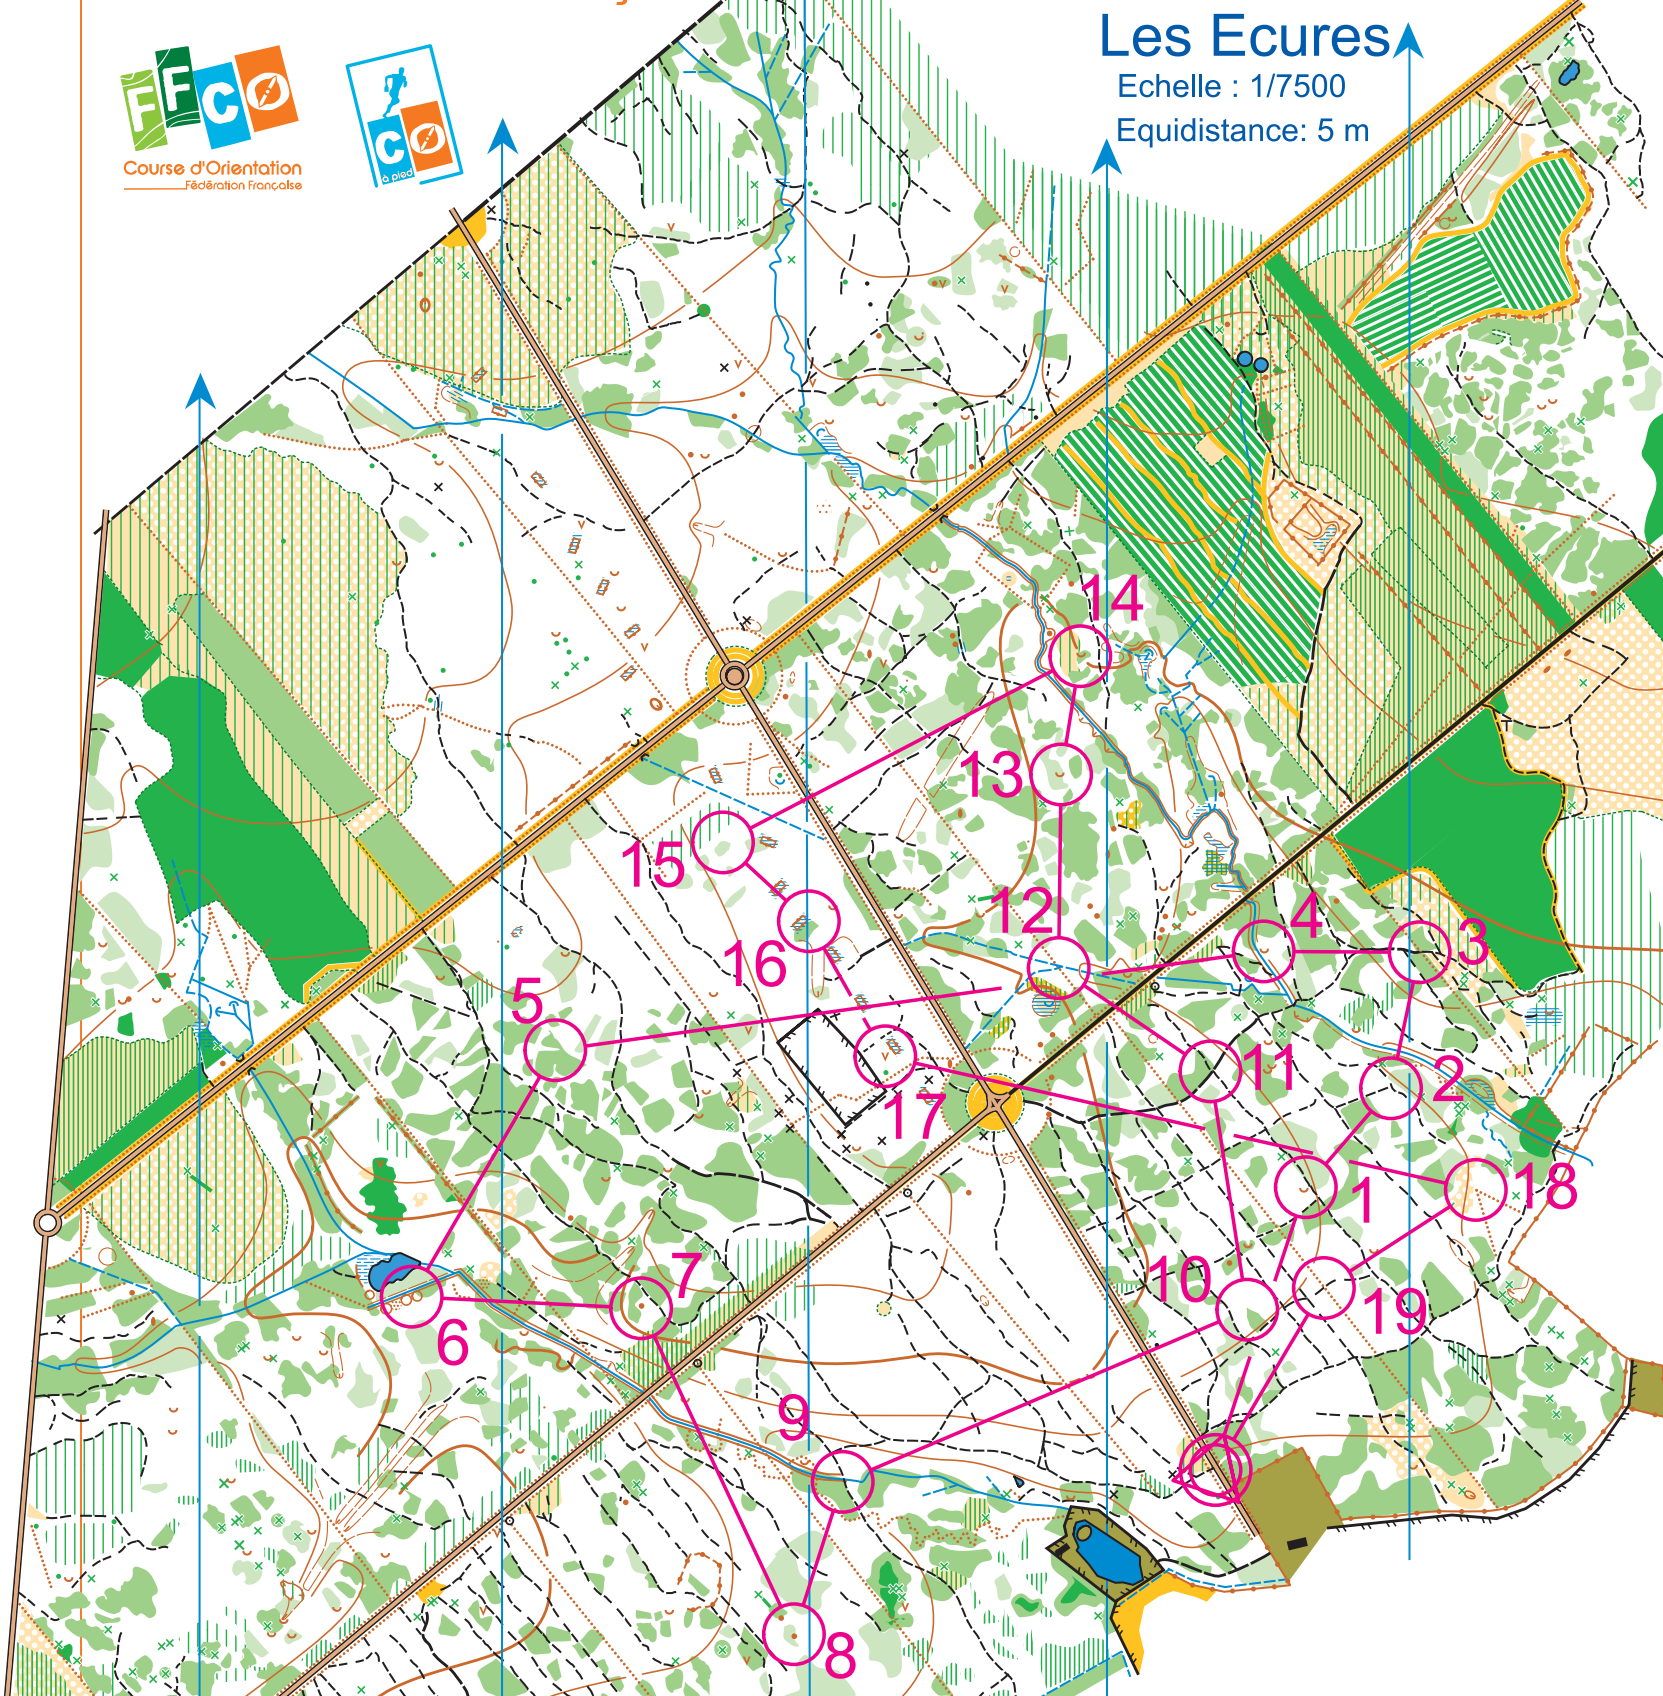 FFCO
Course d'Orientation
Fédération Française
CO
à pied
Les Ecures
Echelle : 1/7500
Equidistance: 5 m
14
13
15
12
4
3
16
5
11
2
17
1
18
7
10
19
6
9
8